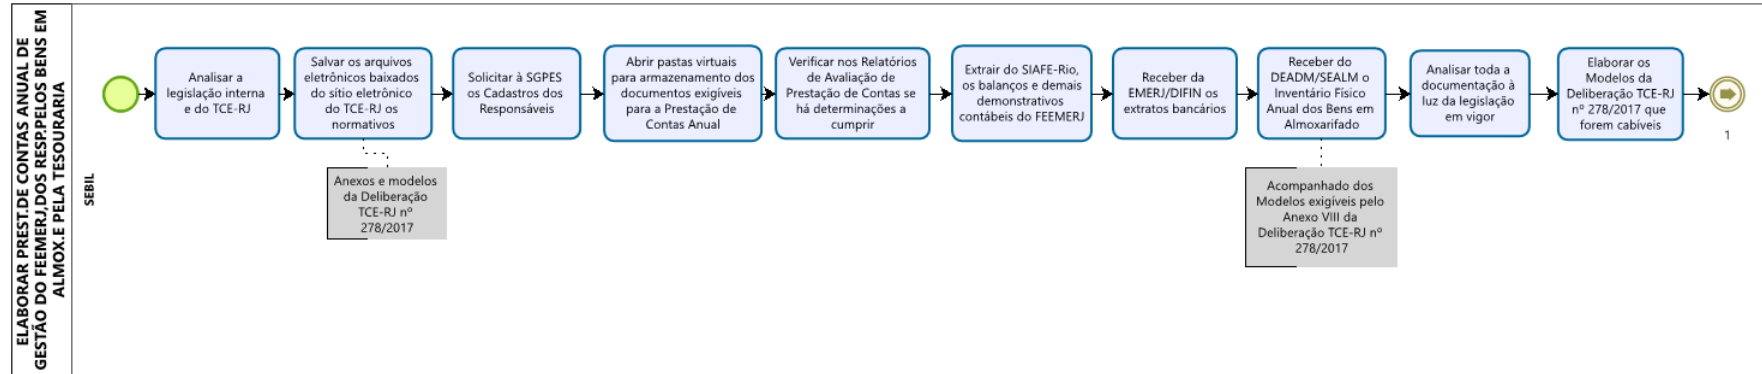 ELABORAR PREST.DE CONTAS ANUAL DE
GESTÃO DO FEEMERJ,DOS RESP.PELOS BENS EM
ALMOX.E PELA TESOURARIA
SEBIL
Analisar a
legislação interna
e do TCE-RJ
Salvar os arquivos
eletrônicos baixados
do sítio eletrônico
do TCE-RJ os
normativos
Anexos e modelos
da Deliberação
TCE-RJ nº
278/2017
Solicitar à SGPES
os Cadastros dos
Responsáveis
Abrir pastas virtuais
para armazenamento dos
documentos exigíveis
para a Prestação de
Contas Anual
Verificar nos Relatórios
de Avaliação de
Prestação de Contas se
há determinações a
cumprir
Extrair do SIAFE-Rio,
os balanços e demais
demonstrativos
contábeis do FEEMERJ
Receber da
EMERJ/DIFIN os
extratos bancários
Receber do
DEADM/SEALM o
Inventário Físico
Anual dos Bens em
Almoxarifado
Acompanhado dos
Modelos exigíveis pelo
Anexo VIII da
Deliberação TCE-RJ nº
278/2017
Analisar toda a
documentação à
luz da legislação
em vigor
Elaborar os
Modelos da
Deliberação TCE-RJ
nº 278/2017 que
forem cabíveis
1